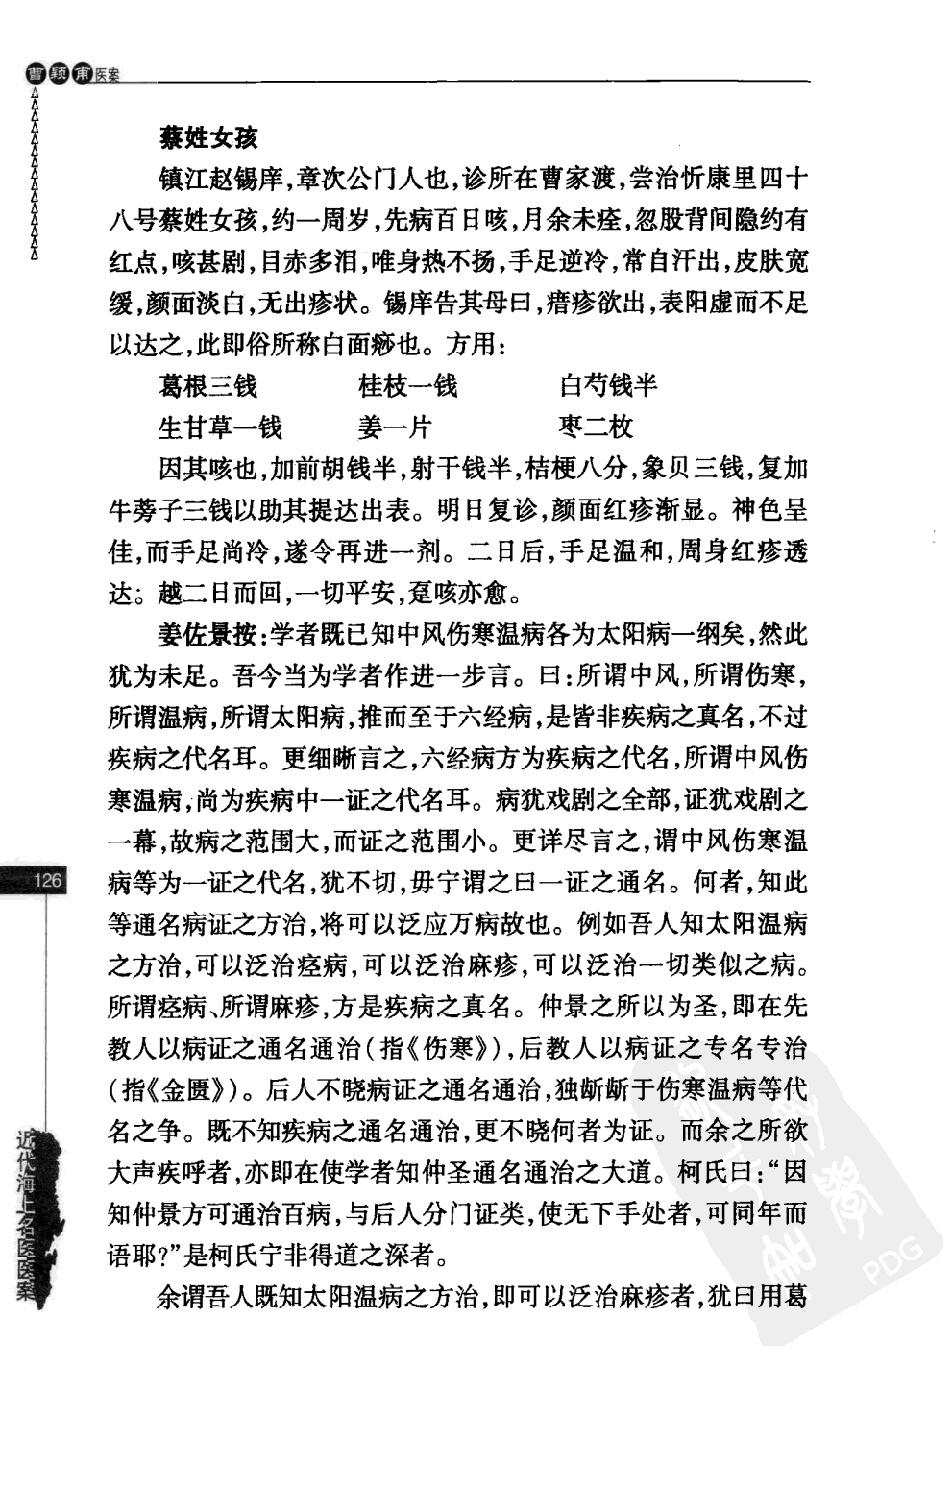 曹颖甫医案
蔡姓女孩
镇江赵锡庠,章次公门人也,诊所在曹家渡,尝治忻康里四十
八号蔡姓女孩,约一周岁,先病百日咳,月余未痊,忽股背间隐约有
红点,咳甚剧,目赤多泪,唯身热不扬,手足逆冷,常自汗出,皮肤宽
缓,颜面淡白,无出疹状。锡庠告其母曰,瘄疹欲出,表阳虚而不足
以达之,此即俗所称白面痧也。方用:
葛根三钱 桂枝一钱 白芍钱半
生甘草一钱 姜一片 枣二枚
因其咳也,加前胡钱半,射干钱半,桔梗八分,象贝三钱,复加
牛蒡子三钱以助其提达出表。明日复诊,颜面红疹渐显。神色呈
佳,而手足尚冷,遂令再进一剂。二日后,手足温和,周身红疹透
达。越二日而回,一切平安,趸咳亦愈。
姜佐景按:学者既已知中风伤寒温病各为太阳病一纲矣,然此
犹为未足。吾今当为学者作进一步言。曰:所谓中风,所谓伤寒,
所谓温病,所谓太阳病,推而至于六经病,是皆非疾病之真名,不过
疾病之代名耳。更细晰言之,六经病方为疾病之代名,所谓中风伤
寒温病,尚为疾病中一证之代名耳。病犹戏剧之全部,证犹戏剧之
一幕,故病之范围大,而证之范围小。更详尽言之,谓中风伤寒温
病等为一证之代名,犹不切,毋宁谓之曰一证之通名。何者,知此
等通名病证之方治,将可以泛应万病故也。例如吾人知太阳温病
之方治,可以泛治痉病,可以泛治麻疹,可以泛治一切类似之病。
所谓痉病、所谓麻疹,方是疾病之真名。仲景之所以为圣,即在先
教人以病证之通名通治(指《伤寒》),后教人以病证之专名专治
(指《金匮》)。后人不晓病证之通名通治,独龂龂于伤寒温病等代
名之争。既不知疾病之通名通治,更不晓何者为证。而余之所欲
大声疾呼者,亦即在使学者知仲圣通名通治之大道。柯氏曰:“因
知仲景方可通治百病,与后人分门证类,使无下手处者,可同年而
语耶?”是柯氏宁非得道之深者。
余谓吾人既知太阳温病之方治,即可以泛治麻疹者,犹曰用葛
126
近代海上名医医案
PDG